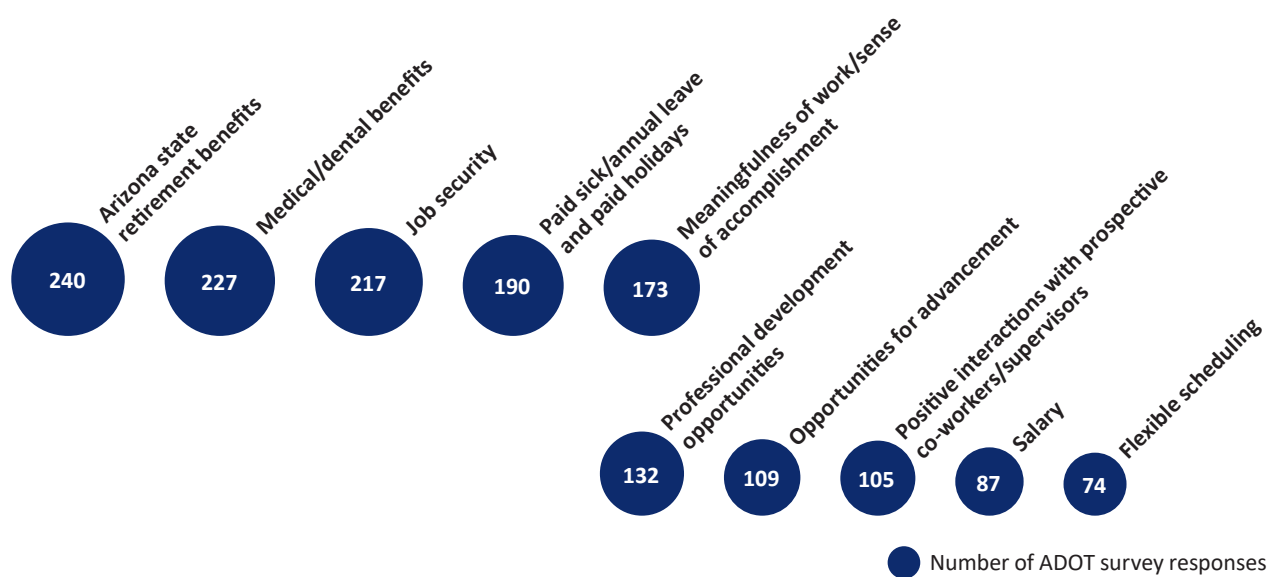 Arizona state
retirement benefits
Medical/dental benefits
Job security
Paid sick/annual leave
and paid holidays
Meaningfulness of work/sense
of accomplishment
240
227
217
190
173
Professional development
opportunities
Opportunities for advancement
Positive interactions with prospective
co-workers/supervisors
Salary
Flexible scheduling
132
109
105
87
74
Number of ADOT survey responses